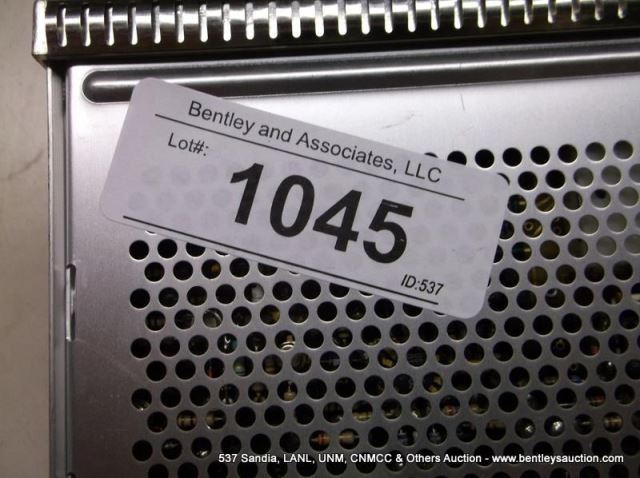 Bentley and Associates, LLC
Lot#:
1045
ID:537
537 Sandia, LANL, UNM, CNMCC & Others Auction - www.bentleysauction.com